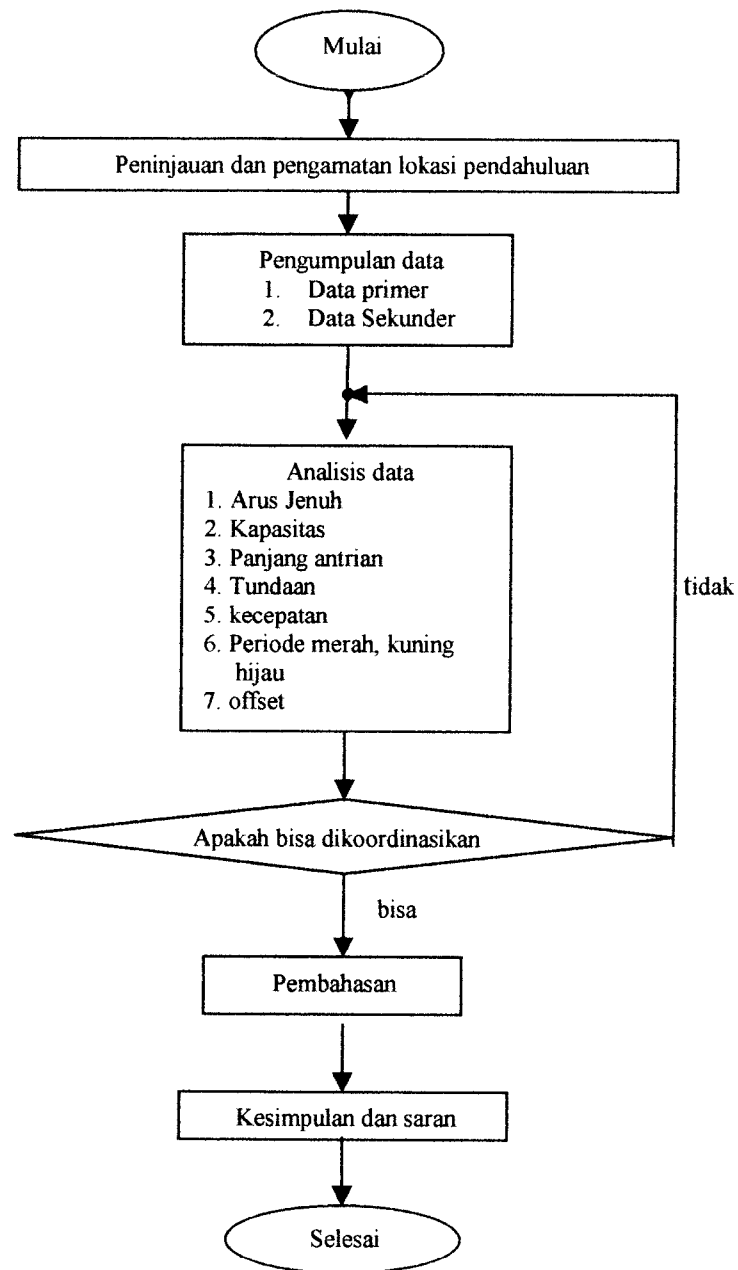 Mulai
Peninjauan dan pengamatan lokasi pendahuluan
Pengumpulan data
1. Data primer
2. Data Sekunder
Analisis data
1. Arus Jenuh
2. Kapasitas
3. Panjang antrian
4. Tundaan
5. kecepatan
6. Periode merah, kuning
hijau
7. offset
tidak
Apakah bisa dikoordinasikan
bisa
Pembahasan
Kesimpulan dan saran
Selesai